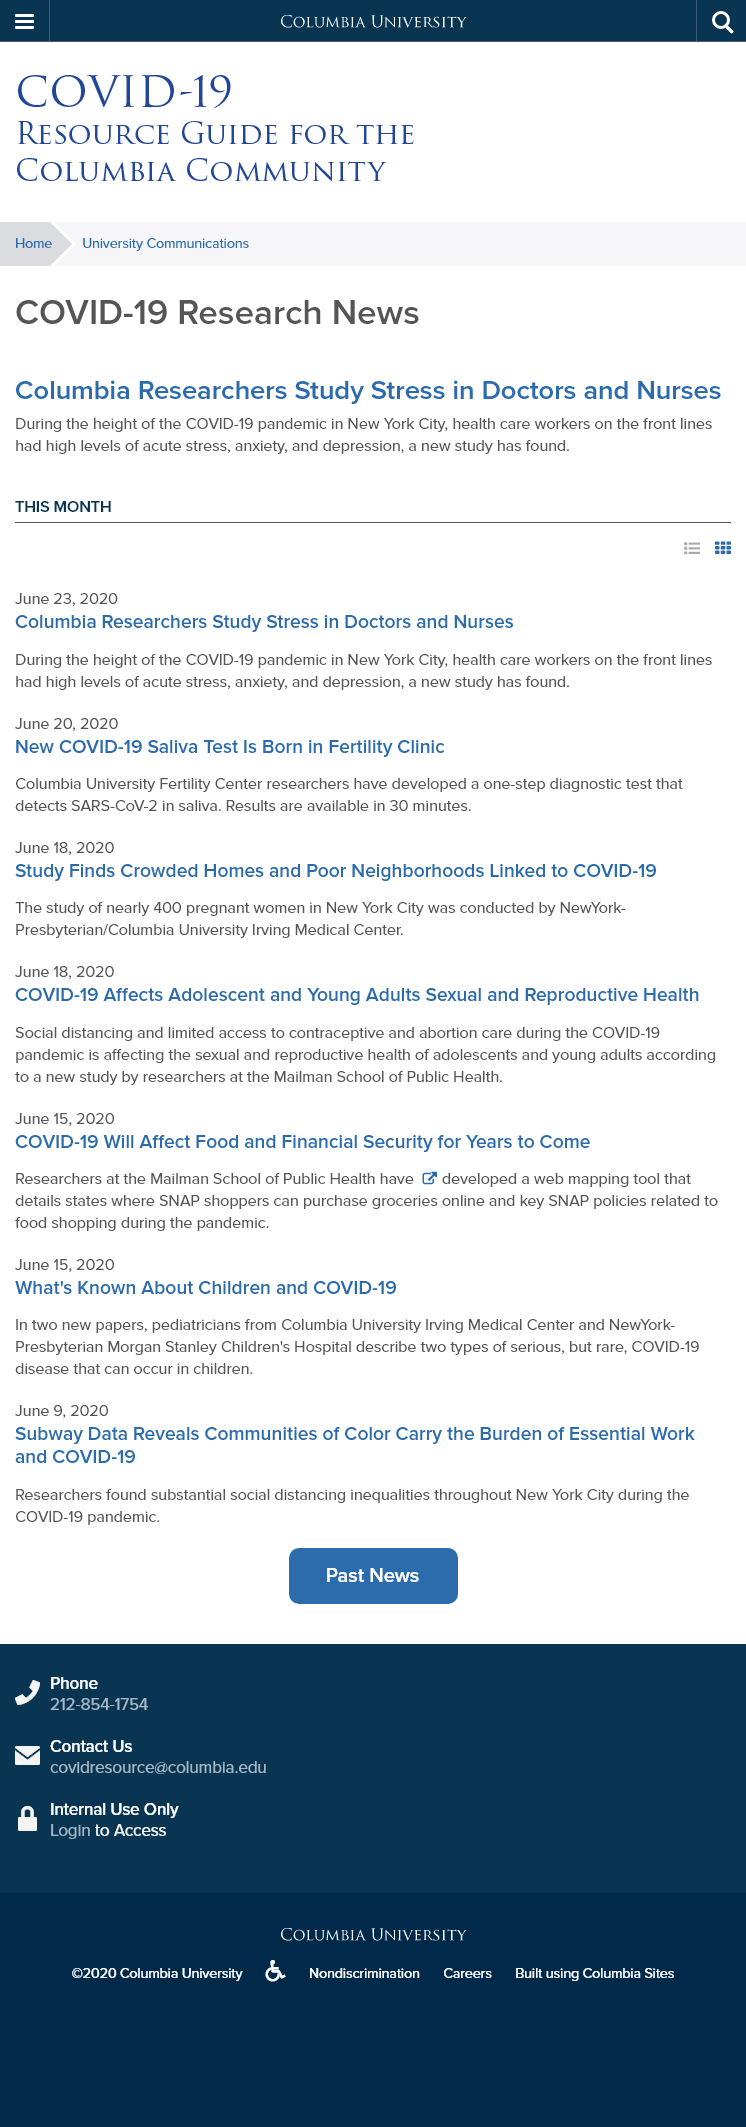 Columbia University
COVID-19
Resource Guide for the
Columbia Community
Home
University Communications
COVID-19 Research News
Columbia Researchers Study Stress in Doctors and Nurses
During the height of the COVID-19 pandemic in New York City, health care workers on the front lines
had high levels of acute stress, anxiety, and depression, a new study has found.
THIS MONTH
June 23, 2020
Columbia Researchers Study Stress in Doctors and Nurses
During the height of the COVID-19 pandemic in New York City, health care workers on the front lines
had high levels of acute stress, anxiety, and depression, a new study has found.
June 20, 2020
New COVID-19 Saliva Test Is Born in Fertility Clinic
Columbia University Fertility Center researchers have developed a one-step diagnostic test that
detects SARS-CoV-2 in saliva. Results are available in 30 minutes.
June 18, 2020
Study Finds Crowded Homes and Poor Neighborhoods Linked to COVID-19
The study of nearly 400 pregnant women in New York City was conducted by NewYork-
Presbyterian/Columbia University Irving Medical Center.
June 18, 2020
COVID-19 Affects Adolescent and Young Adults Sexual and Reproductive Health
Social distancing and limited access to contraceptive and abortion care during the COVID-19
pandemic is affecting the sexual and reproductive health of adolescents and young adults according
to a new study by researchers at the Mailman School of Public Health.
June 15, 2020
COVID-19 Will Affect Food and Financial Security for Years to Come
Researchers at the Mailman School of Public Health have developed a web mapping tool that
details states where SNAP shoppers can purchase groceries online and key SNAP policies related to
food shopping during the pandemic.
June 15, 2020
What's Known About Children and COVID-19
In two new papers, pediatricians from Columbia University Irving Medical Center and NewYork-
Presbyterian Morgan Stanley Children's Hospital describe two types of serious, but rare, COVID-19
disease that can occur in children.
June 9, 2020
Subway Data Reveals Communities of Color Carry the Burden of Essential Work
and COVID-19
Researchers found substantial social distancing inequalities throughout New York City during the
COVID-19 pandemic.
Past News
Phone
212-854-1754
Contact Us
covidresource@columbia.edu
Internal Use Only
Login to Access
Columbia University
©2020 Columbia University Nondiscrimination Careers Built using Columbia Sites